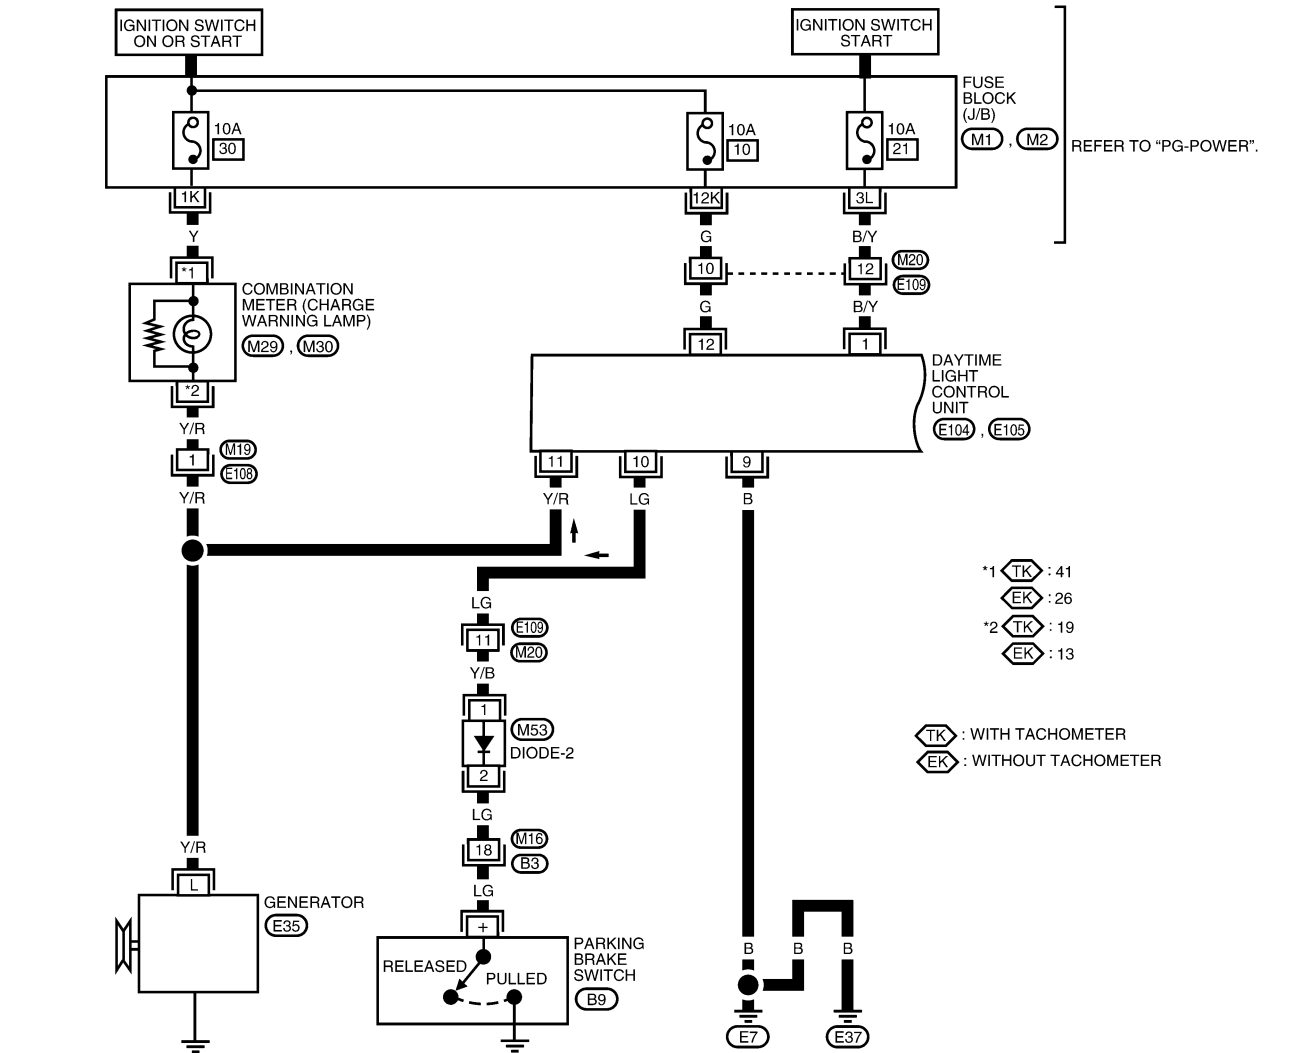 IGNITION SWITCH
ON OR START
IGNITION SWITCH
START
FUSE
BLOCK
(J/B)
M1 , M2
REFER TO “PG-POWER”.
10A
30
10A
10
10A
21
1K
12K
3L
Y
G
B/Y
*1
10
12
M20
E109
COMBINATION
METER (CHARGE
WARNING LAMP)
M29 , M30
G
B/Y
12
1
DAYTIME
LIGHT
CONTROL
UNIT
E104 , E105
*2
Y/R
1
M19
E108
Y/R
11
10
9
Y/R
LG
B
*1 TK : 41
EK : 26
*2 TK : 19
EK : 13
LG
11
E109
M20
Y/B
1
M53
DIODE-2
2
TK : WITH TACHOMETER
EK : WITHOUT TACHOMETER
LG
18
M16
B3
LG
Y/R
L
GENERATOR
E35
+
RELEASED
PULLED
PARKING
BRAKE
SWITCH
B9
B
B
B
E7
E37